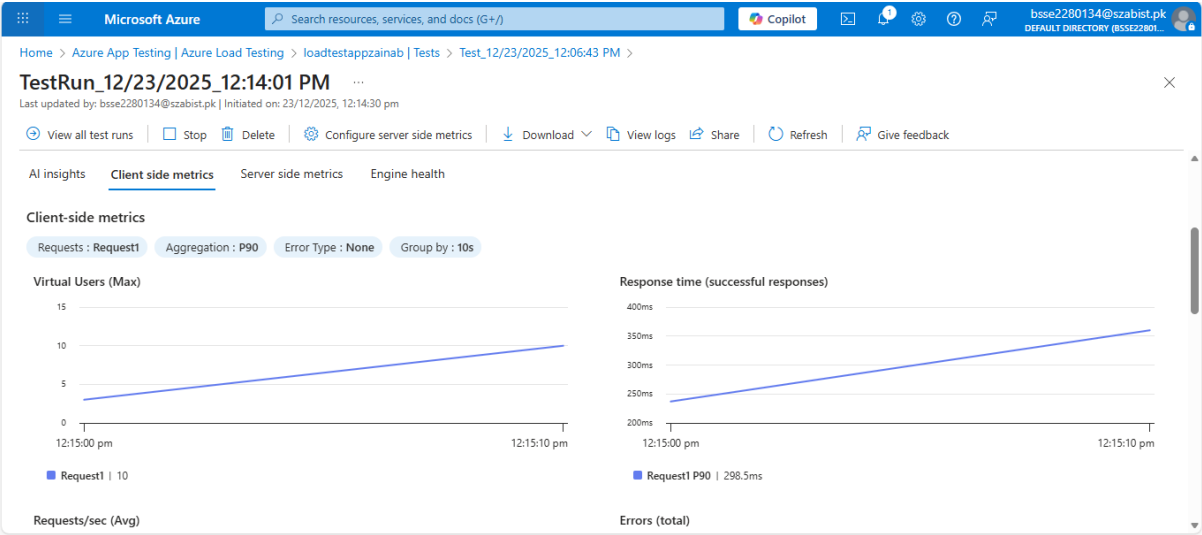 Microsoft Azure
Search resources, services, and docs (G+/)
Copilot
1
bsse2280134@szabist.pk
DEFAULT DIRECTORY (BSSE22801...
Home > Azure App Testing | Azure Load Testing > loadtestappzainab | Tests > Test_12/23/2025_12:06:43 PM >
TestRun_12/23/2025_12:14:01 PM ...
Last updated by: bsse2280134@szabist.pk | Initiated on: 23/12/2025, 12:14:30 pm
View all test runs Stop Delete Configure server side metrics Download View logs Share Refresh Give feedback
AI insights Client side metrics Server side metrics Engine health
Client-side metrics
Requests : Request1 Aggregation : P90 Error Type : None Group by : 10s
Virtual Users (Max)
15
10
5
0
12:15:00 pm 12:15:10 pm
Request1 | 10
Response time (successful responses)
400ms
350ms
300ms
250ms
200ms
12:15:00 pm 12:15:10 pm
Request1 P90 | 298.5ms
Requests/sec (Avg)
Errors (total)